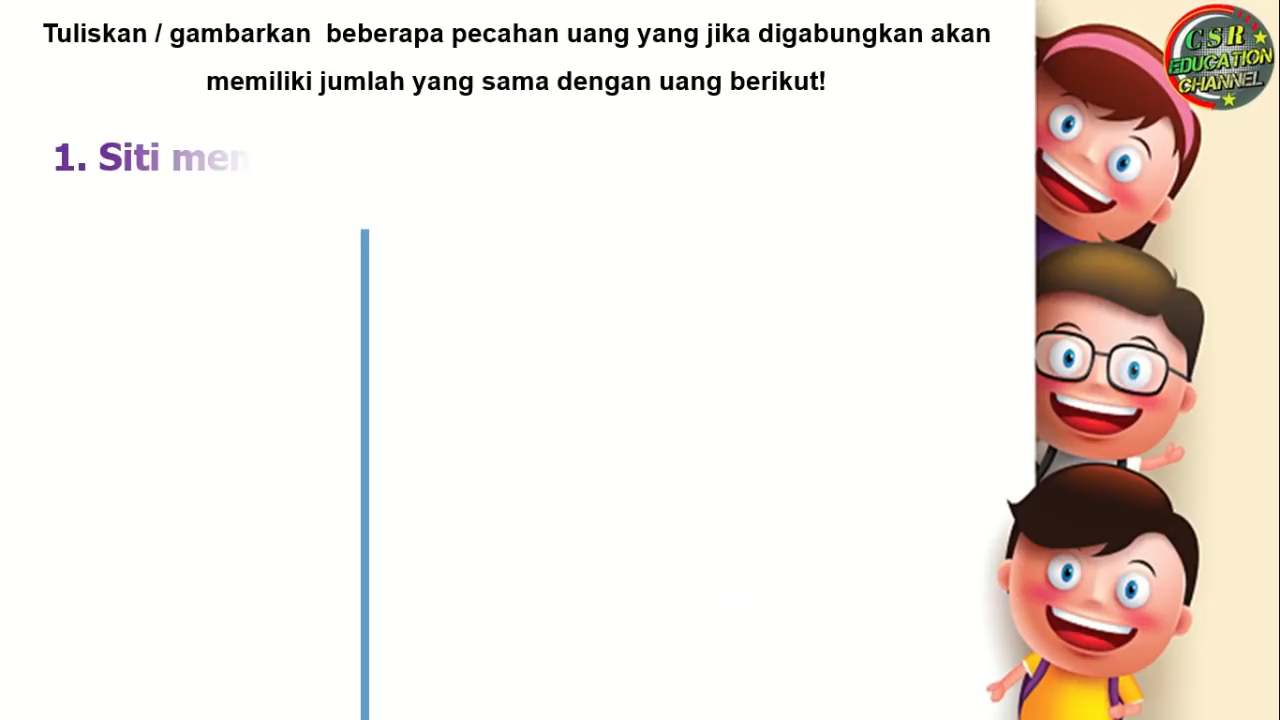 Tuliskan / gambarkan beberapa pecahan uang yang jika digabungkan akan
memiliki jumlah yang sama dengan uang berikut!
1. Siti men
CSR
EDUCATION
CHANNEL